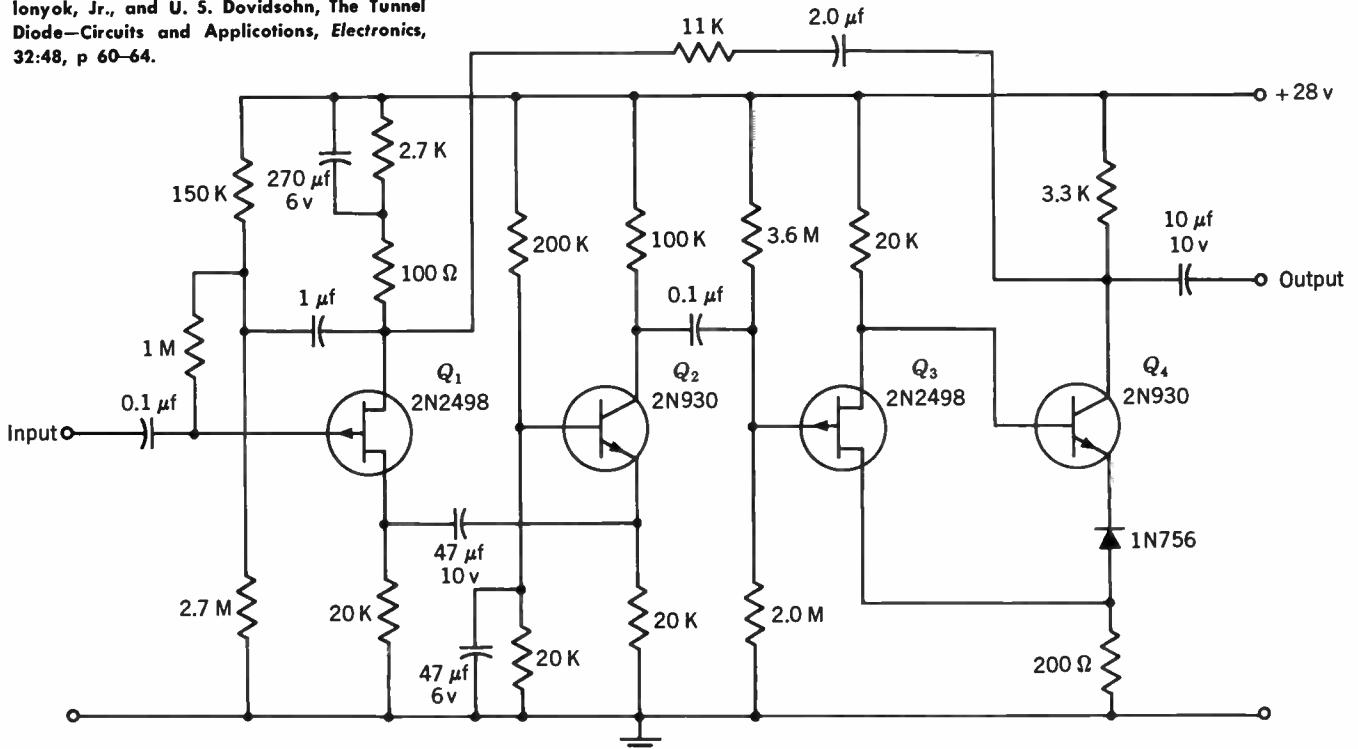 lonyok, Jr., and U. S. Dovidsohn, The Tunnel
Diode—Circuits and Applicotions, Electronics,
32:48, p 60–64.
11 K
2.0 μf
+ 28 v
2.7 K
270 μf
6 v
150 K
3.3 K
10 μf
10 v
200 K
100 K
3.6 M
20 K
100 Ω
Output
1 μf
0.1 μf
1 M
Q₁
2N2498
Q₂
2N930
Q₃
2N2498
Q₄
2N930
0.1 μf
Input
1N756
47 μf
10 v
2.7 M
20 K
20 K
2.0 M
20 K
47 μf
6 v
200 Ω